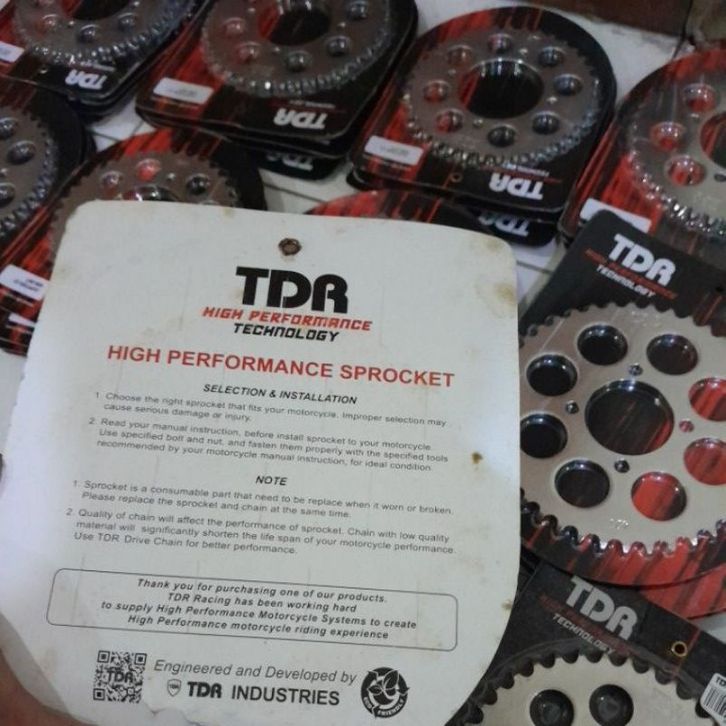 TDR
TDR
TDR
TDR
HIGH PERFORMANCE
TECHNOLOGY
TDR
HIGH PERFORMANCE
TECHNOLOGY
HIGH PERFORMANCE SPROCKET
SELECTION & INSTALLATION
1. Choose the right sprocket that fits your motorcycle. Improper selection may
cause serious damage or injury.
2. Read your manual instruction, before install sprocket to your motorcycle.
Use specified bolt and nut, and fasten them properly with the specified tools
recommended by your motorcycle manual instruction, for ideal condition.
NOTE
1. Sprocket is a consumable part that need to be replace when it worn or broken.
Please replace the sprocket and chain at the same time.
2. Quality of chain will affect the performance of sprocket. Chain with low quality
material will significantly shorten the life span of your motorcycle performance.
Use TDR Drive Chain for better performance.
Thank you for purchasing one of our products.
TDR Racing has been working hard
to supply High Performance Motorcycle Systems to create
High Performance motorcycle riding experience
TDR
Engineered and Developed by
TDR INDUSTRIES
TDR
TECHNOLOGY